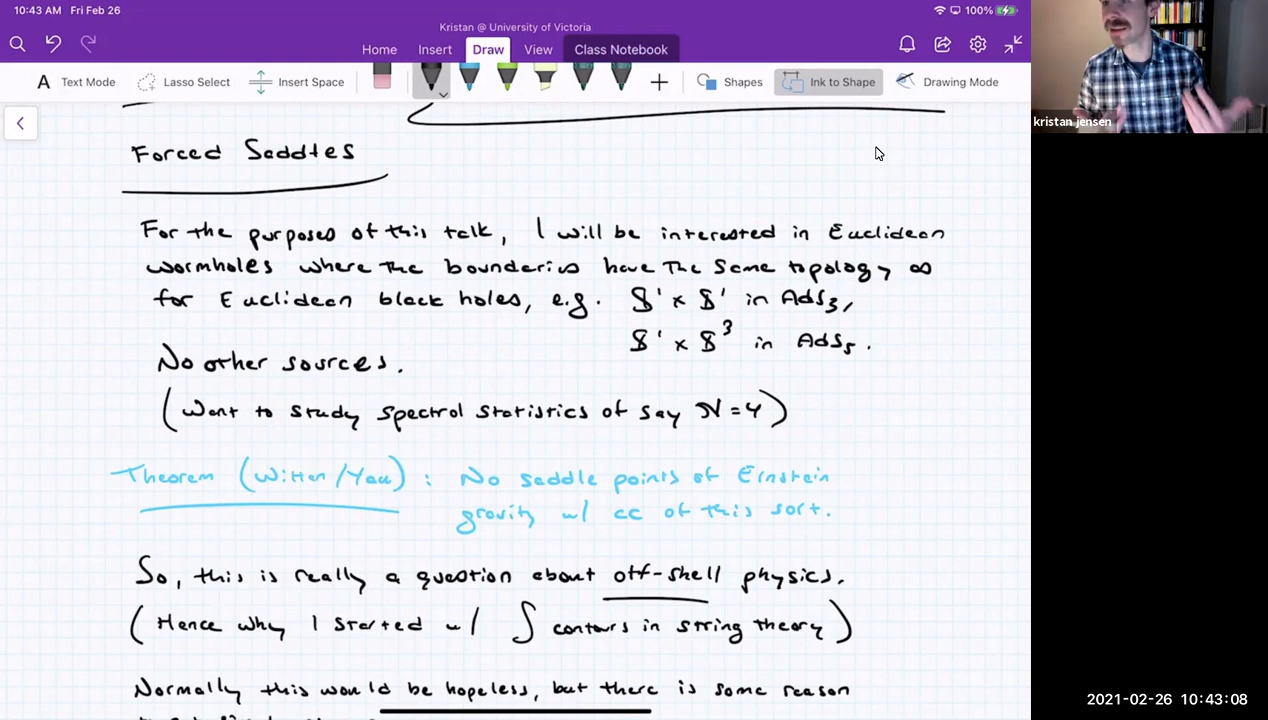 10:43 AM Fri Feb 26
100%
Kristan @ University of Victoria
Home Insert Draw View Class Notebook
A Text Mode Lasso Select Insert Space Shapes Ink to Shape Drawing Mode
kristan jensen
Forced Saddles
For the purposes of this talk, I will be interested in Euclidean
wormholes where the boundaries have the same topology as
for Euclidean black holes, e.g. S¹ × S¹ in AdS₃,
S¹ × S³ in AdS₅.
No other sources.
(Want to study spectral statistics of say N=4)
Theorem (Witten/Yau): No saddle points of Einstein
gravity w/ cc of this sort.
So, this is really a question about off-shell physics.
(Hence why I started w/ ∫ contours in string theory)
Normally this would be hopeless, but there is some reason
2021-02-26 10:43:08